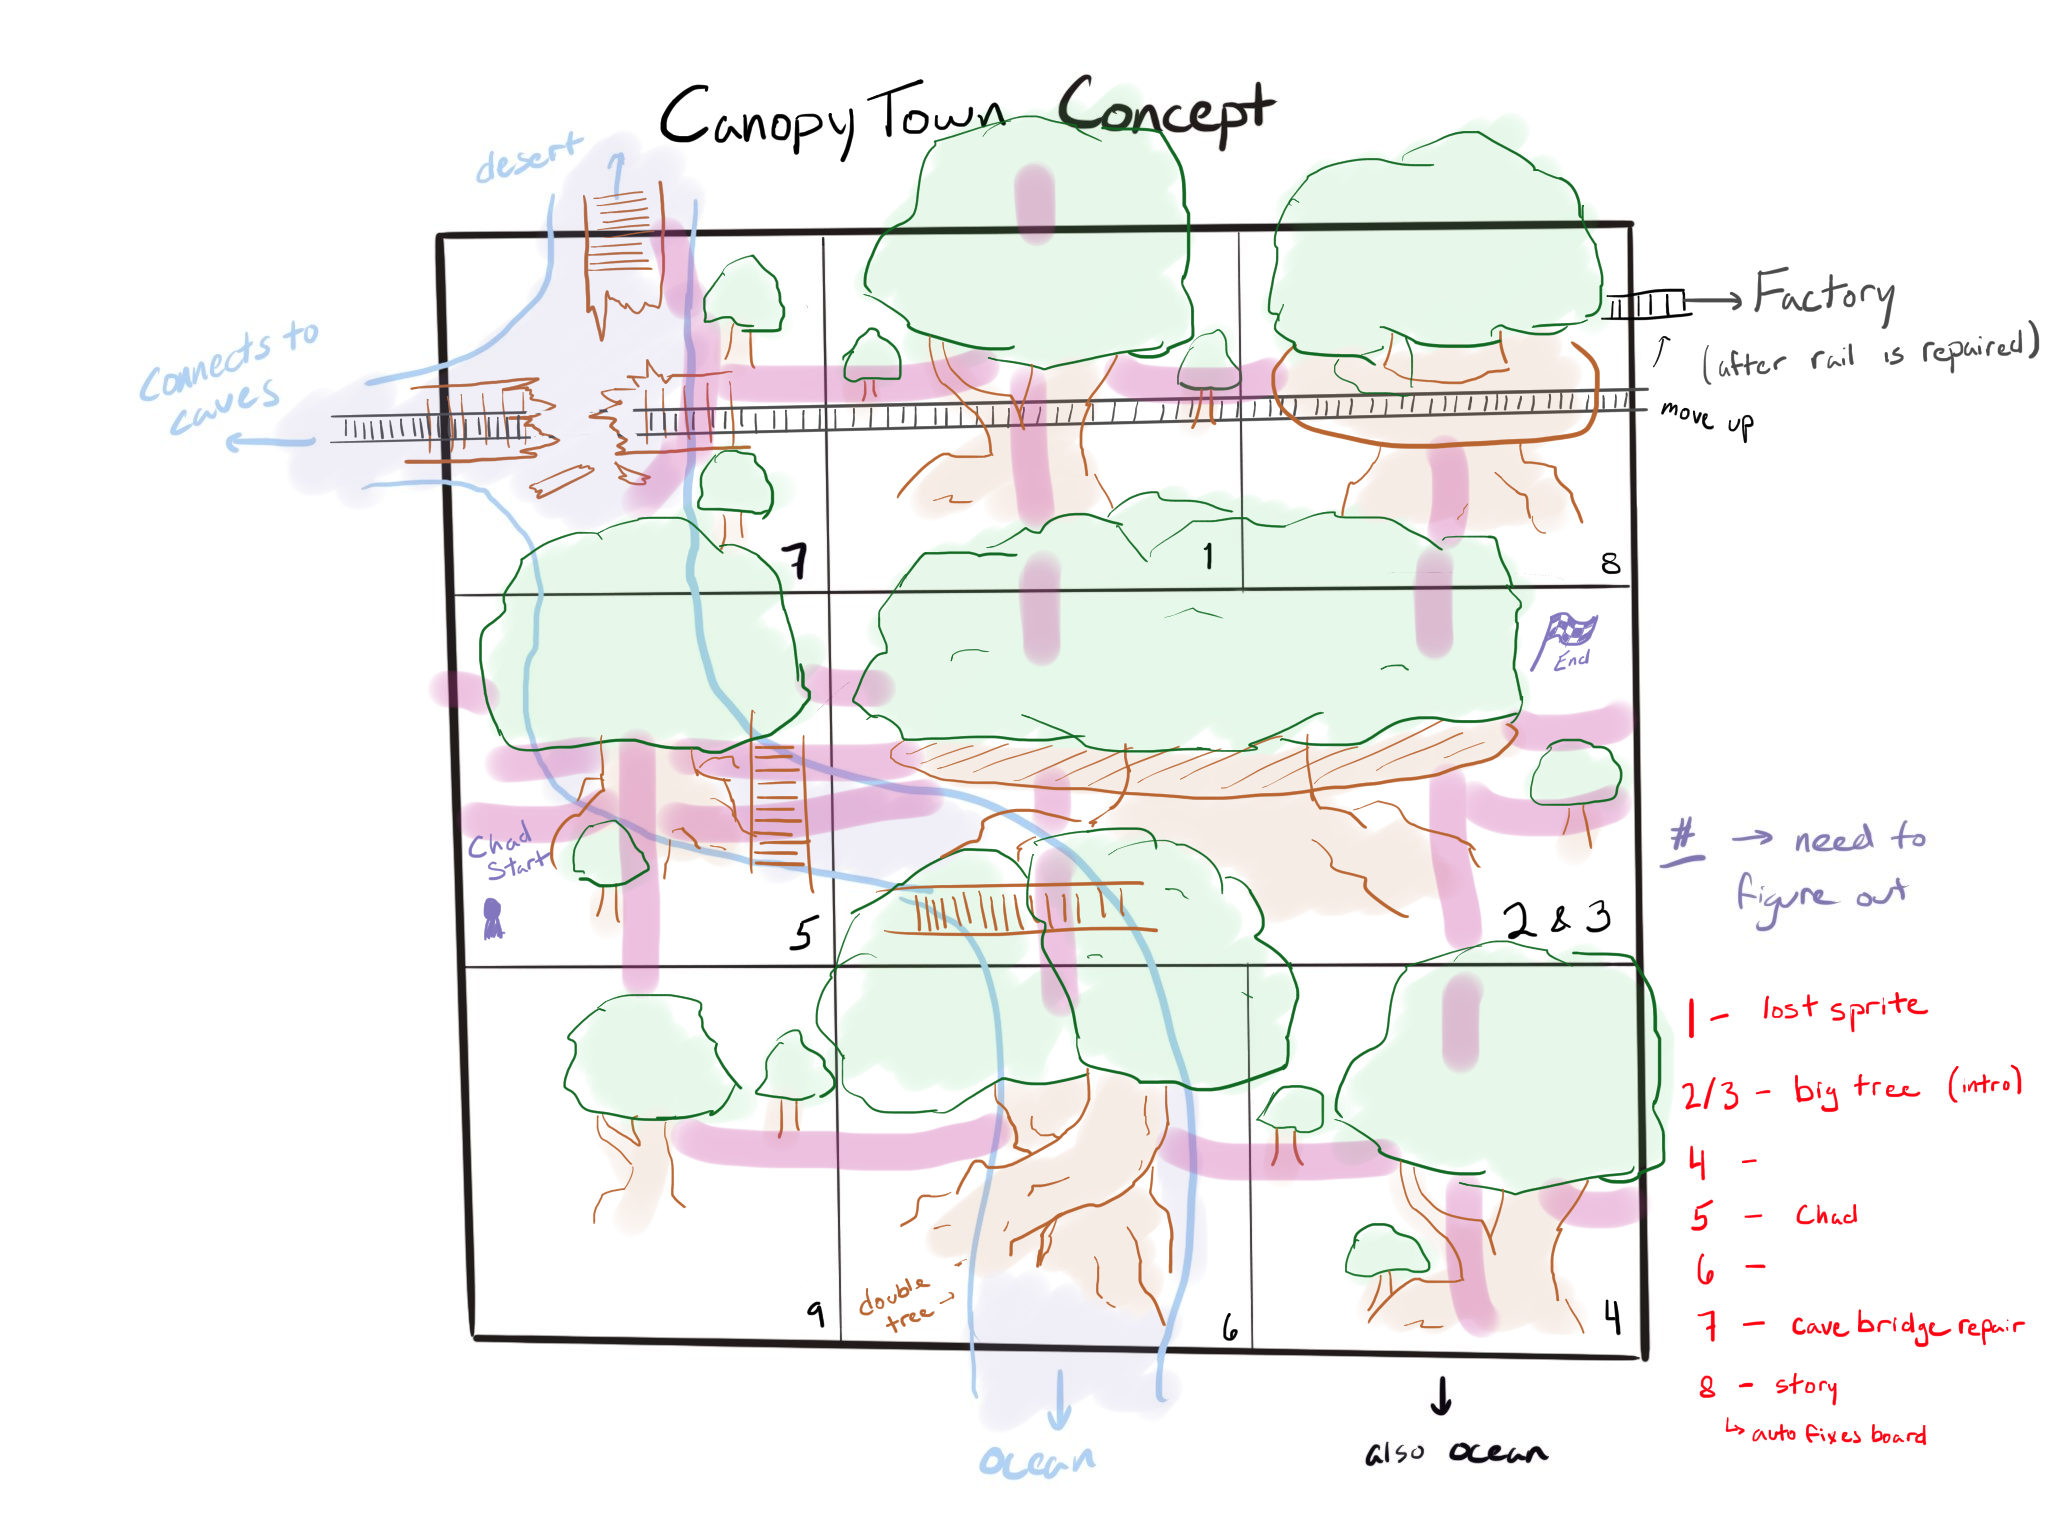 Canopy Town Concept
desert
Connects to
caves
Factory
(after rail is repaired)
move up
7
1
8
End
Chad
Start
5
2 & 3
# → need to
figure out
9
double
tree →
6
4
ocean
also ocean
1 - lost sprite
2/3 - big tree (intro)
4 -
5 - Chad
6 -
7 - cave bridge repair
8 - story
↳ auto fixes board